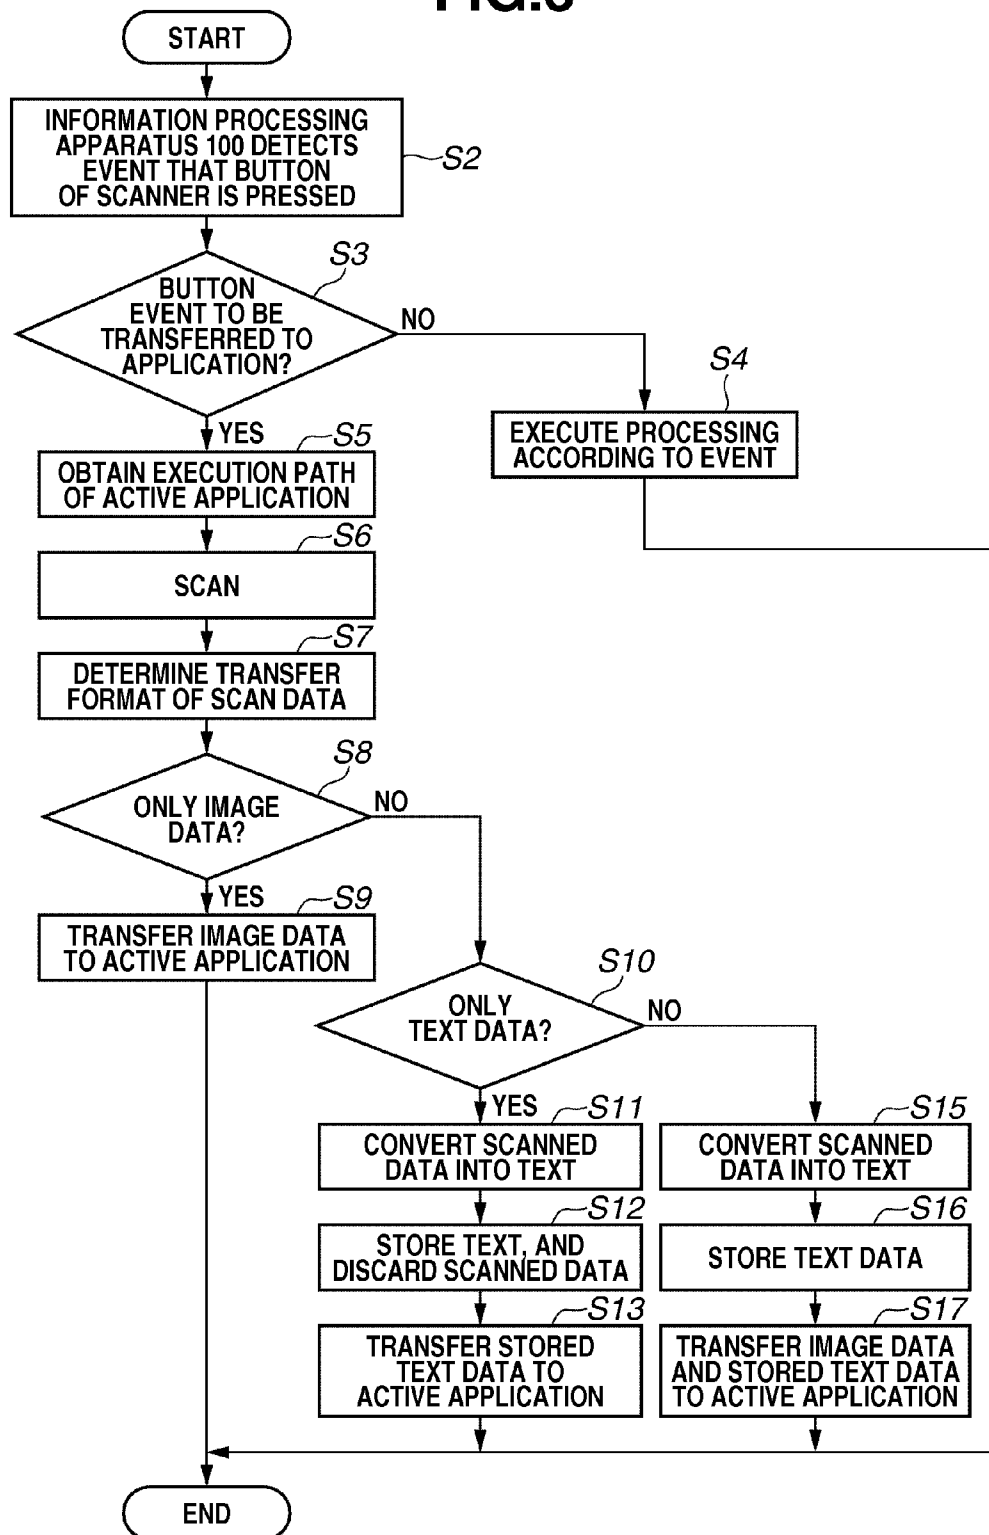 START
INFORMATION PROCESSING
APPARATUS 100 DETECTS
EVENT THAT BUTTON
OF SCANNER IS PRESSED
S2
S3
BUTTON
EVENT TO BE
TRANSFERRED TO
APPLICATION?
NO
YES
S4
EXECUTE PROCESSING
ACCORDING TO EVENT
S5
OBTAIN EXECUTION PATH
OF ACTIVE APPLICATION
S6
SCAN
S7
DETERMINE TRANSFER
FORMAT OF SCAN DATA
S8
ONLY IMAGE
DATA?
NO
YES
S9
TRANSFER IMAGE DATA
TO ACTIVE APPLICATION
S10
ONLY
TEXT DATA?
NO
YES
S11
CONVERT SCANNED
DATA INTO TEXT
S12
STORE TEXT, AND
DISCARD SCANNED DATA
S13
TRANSFER STORED
TEXT DATA TO
ACTIVE APPLICATION
S15
CONVERT SCANNED
DATA INTO TEXT
S16
STORE TEXT DATA
S17
TRANSFER IMAGE DATA
AND STORED TEXT DATA
TO ACTIVE APPLICATION
END